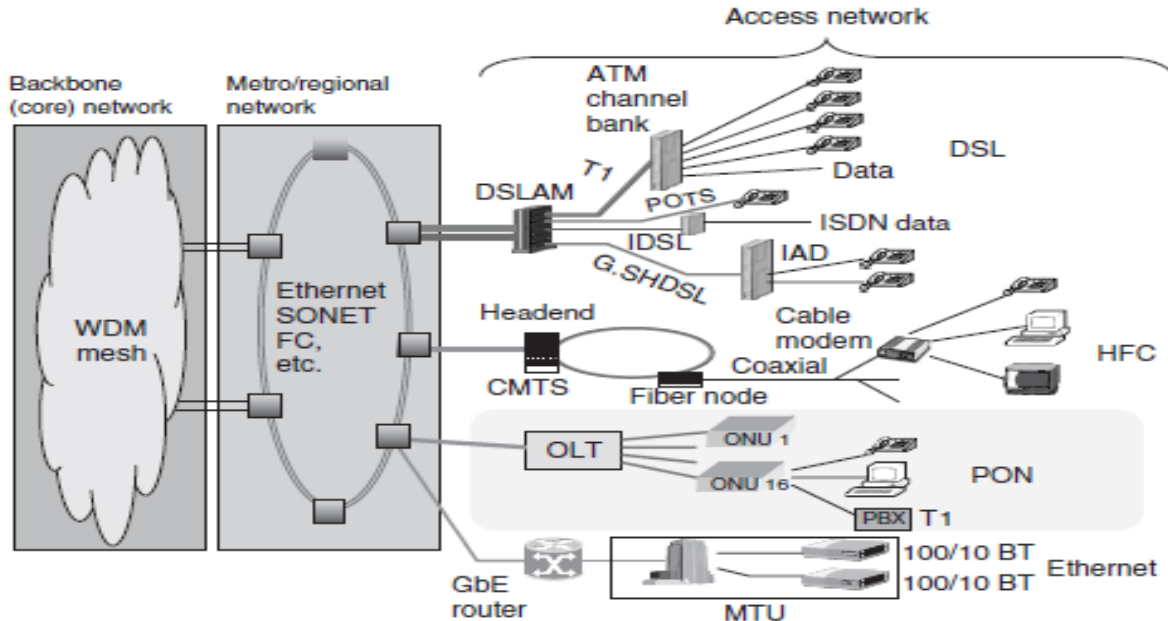 Access network
Backbone
(core) network
Metro/regional
network
ATM
channel
bank
DSL
T1
Data
DSLAM
POTS
ISDN data
IDSL
IAD
G.SHDSL
WDM
mesh
Ethernet
SONET
FC,
etc.
Headend
Cable
modem
HFC
CMTS
Coaxial
Fiber node
OLT
ONU 1
ONU 16
PON
PBX
T1
GbE
router
100/10 BT
100/10 BT
Ethernet
MTU